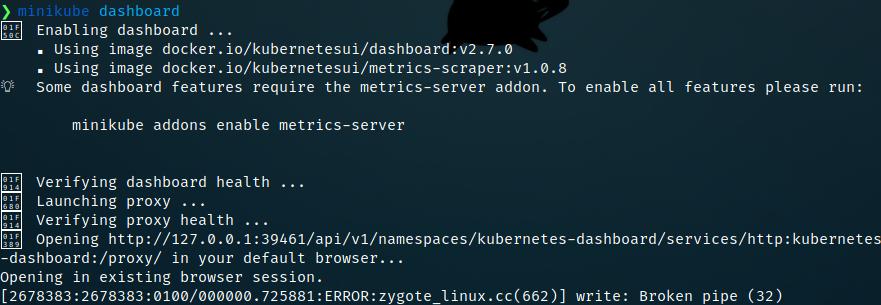 ❯ minikube dashboard
01F50C Enabling dashboard ...
▪ Using image docker.io/kubernetesui/dashboard:v2.7.0
▪ Using image docker.io/kubernetesui/metrics-scraper:v1.0.8
💡 Some dashboard features require the metrics-server addon. To enable all features please run:
minikube addons enable metrics-server
01F914 Verifying dashboard health ...
01F680 Launching proxy ...
01F914 Verifying proxy health ...
01F389 Opening http://127.0.0.1:39461/api/v1/namespaces/kubernetes-dashboard/services/http:kubernetes
-dashboard:/proxy/ in your default browser...
Opening in existing browser session.
[2678383:2678383:0100/000000.725881:ERROR:zygote_linux.cc(662)] write: Broken pipe (32)